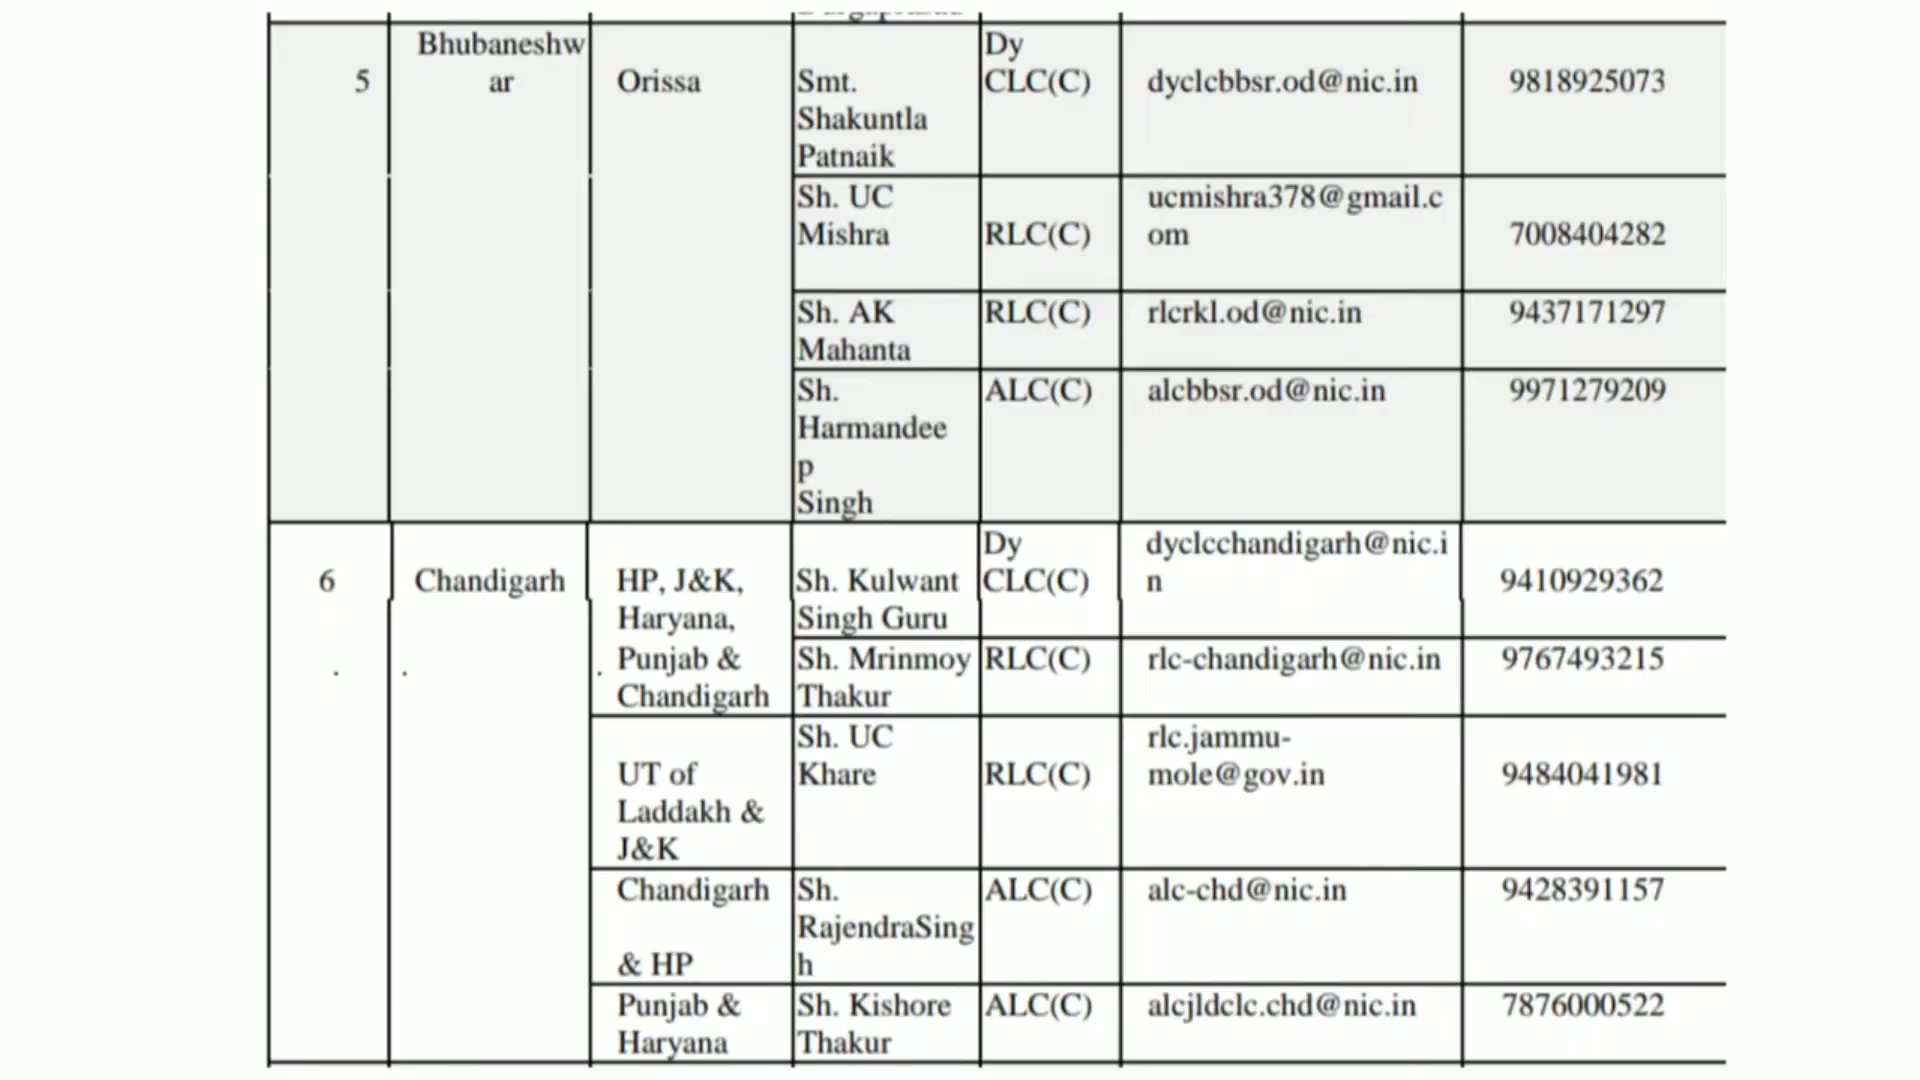 5
Bhubaneshw
ar
Orissa
Smt.
Shakuntla
Patnaik
Dy
CLC(C)
dyclcbbsr.od@nic.in
9818925073
Sh. UC
Mishra
RLC(C)
ucmishra378@gmail.c
om
7008404282
Sh. AK
Mahanta
RLC(C)
rlcrkl.od@nic.in
9437171297
Sh.
Harmandee
p
Singh
ALC(C)
alcbbsr.od@nic.in
9971279209
6
Chandigarh
HP, J&K,
Haryana,
Punjab &
Chandigarh
Sh. Kulwant
Singh Guru
Dy
CLC(C)
dyclcchandigarh@nic.i
n
9410929362
Sh. Mrinmoy
Thakur
RLC(C)
rlc-chandigarh@nic.in
9767493215
UT of
Laddakh &
J&K
Sh. UC
Khare
RLC(C)
rlc.jammu-
mole@gov.in
9484041981
Chandigarh
& HP
Sh.
RajendraSing
h
ALC(C)
alc-chd@nic.in
9428391157
Punjab &
Haryana
Sh. Kishore
Thakur
ALC(C)
alcjldclc.chd@nic.in
7876000522